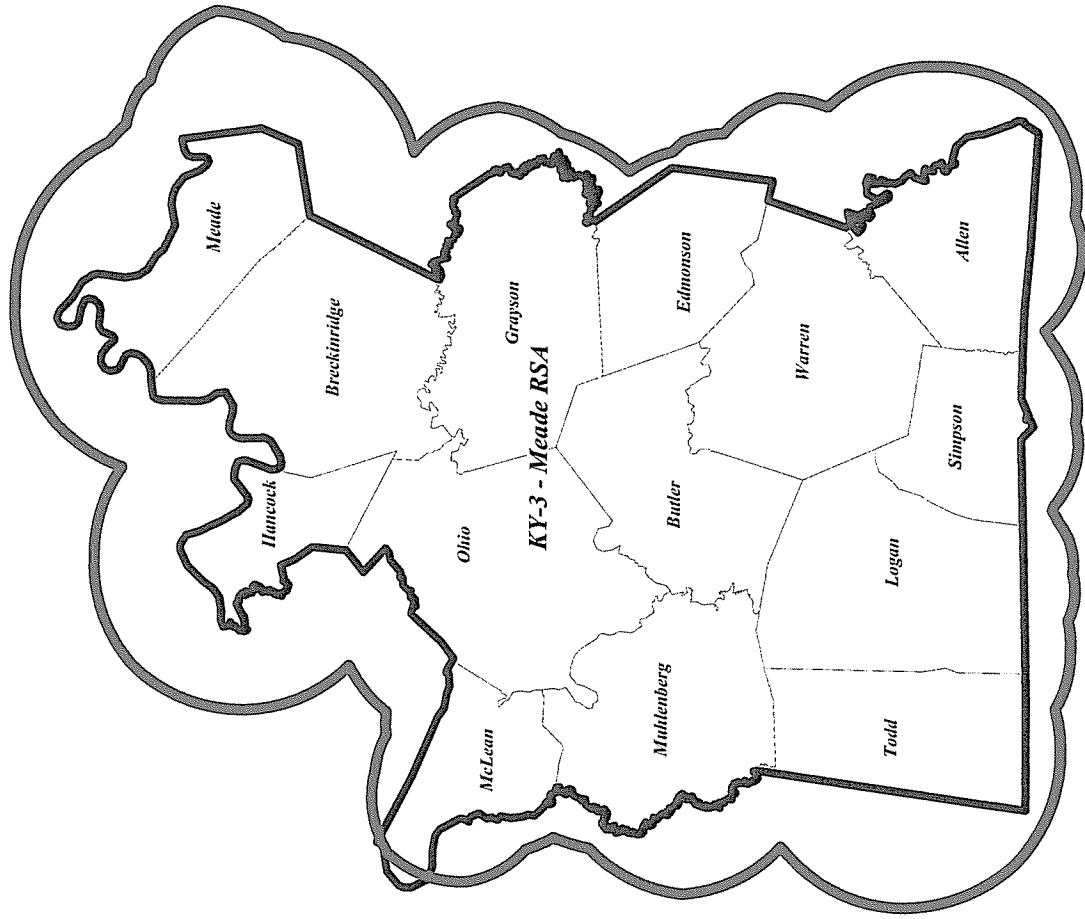 Meade
Hancock
Breckinridge
Ohio
Grayson
McLean
KY-3 - Meade RSA
Muhlenberg
Butler
Edmonson
Warren
Todd
Logan
Simpson
Allen